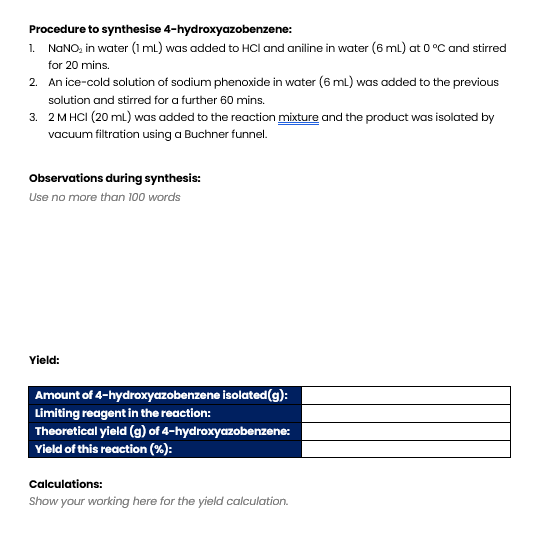 Procedure to synthesise 4-hydroxyazobenzene:
1. NaNO₂ in water (1 mL) was added to HCl and aniline in water (6 mL) at 0 °C and stirred
for 20 mins.
2. An ice-cold solution of sodium phenoxide in water (6 mL) was added to the previous
solution and stirred for a further 60 mins.
3. 2 M HCl (20 mL) was added to the reaction mixture and the product was isolated by
vacuum filtration using a Buchner funnel.
Observations during synthesis:
Use no more than 100 words
Yield:
Amount of 4-hydroxyazobenzene isolated(g):
Limiting reagent in the reaction:
Theoretical yield (g) of 4-hydroxyazobenzene:
Yield of this reaction (%):
Calculations:
Show your working here for the yield calculation.